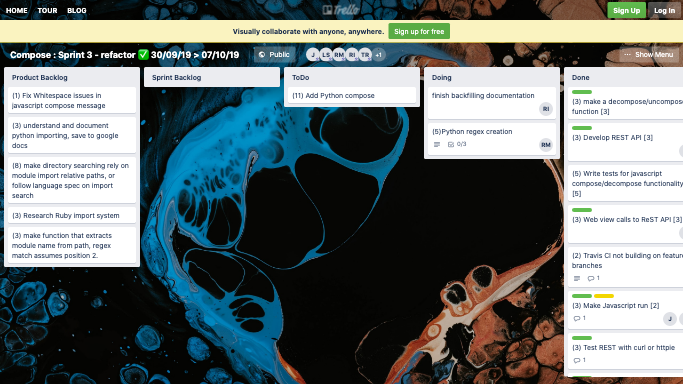 HOME TOUR BLOG
Trello
Sign Up Log In
Visually collaborate with anyone, anywhere. Sign up for free
Compose : Sprint 3 - refactor ✅ 30/09/19 > 07/10/19
Public
J LS RM RI TR +1
··· Show Menu
Product Backlog
(1) Fix Whitespace issues in
javascript compose message
(3) understand and document
python importing, save to google
docs
(8) make directory searching rely on
module import relative paths, or
follow language spec on import
search
(3) Research Ruby import system
(3) make function that extracts
module name from path, regex
match assumes position 2.
Sprint Backlog
ToDo
(11) Add Python compose
Doing
finish backfilling documentation
RI
(5)Python regex creation
0/3
RM
Done
(3) make a decompose/uncompose
function [3]
(3) Develop REST API [3]
(5) Write tests for javascript
compose/decompose functionality
[5]
(3) Web view calls to ReST API [3]
(2) Travis CI not building on feature
branches
1
(3) Make Javascript run [2]
1
J
(3) Test REST with curl or httpie
1